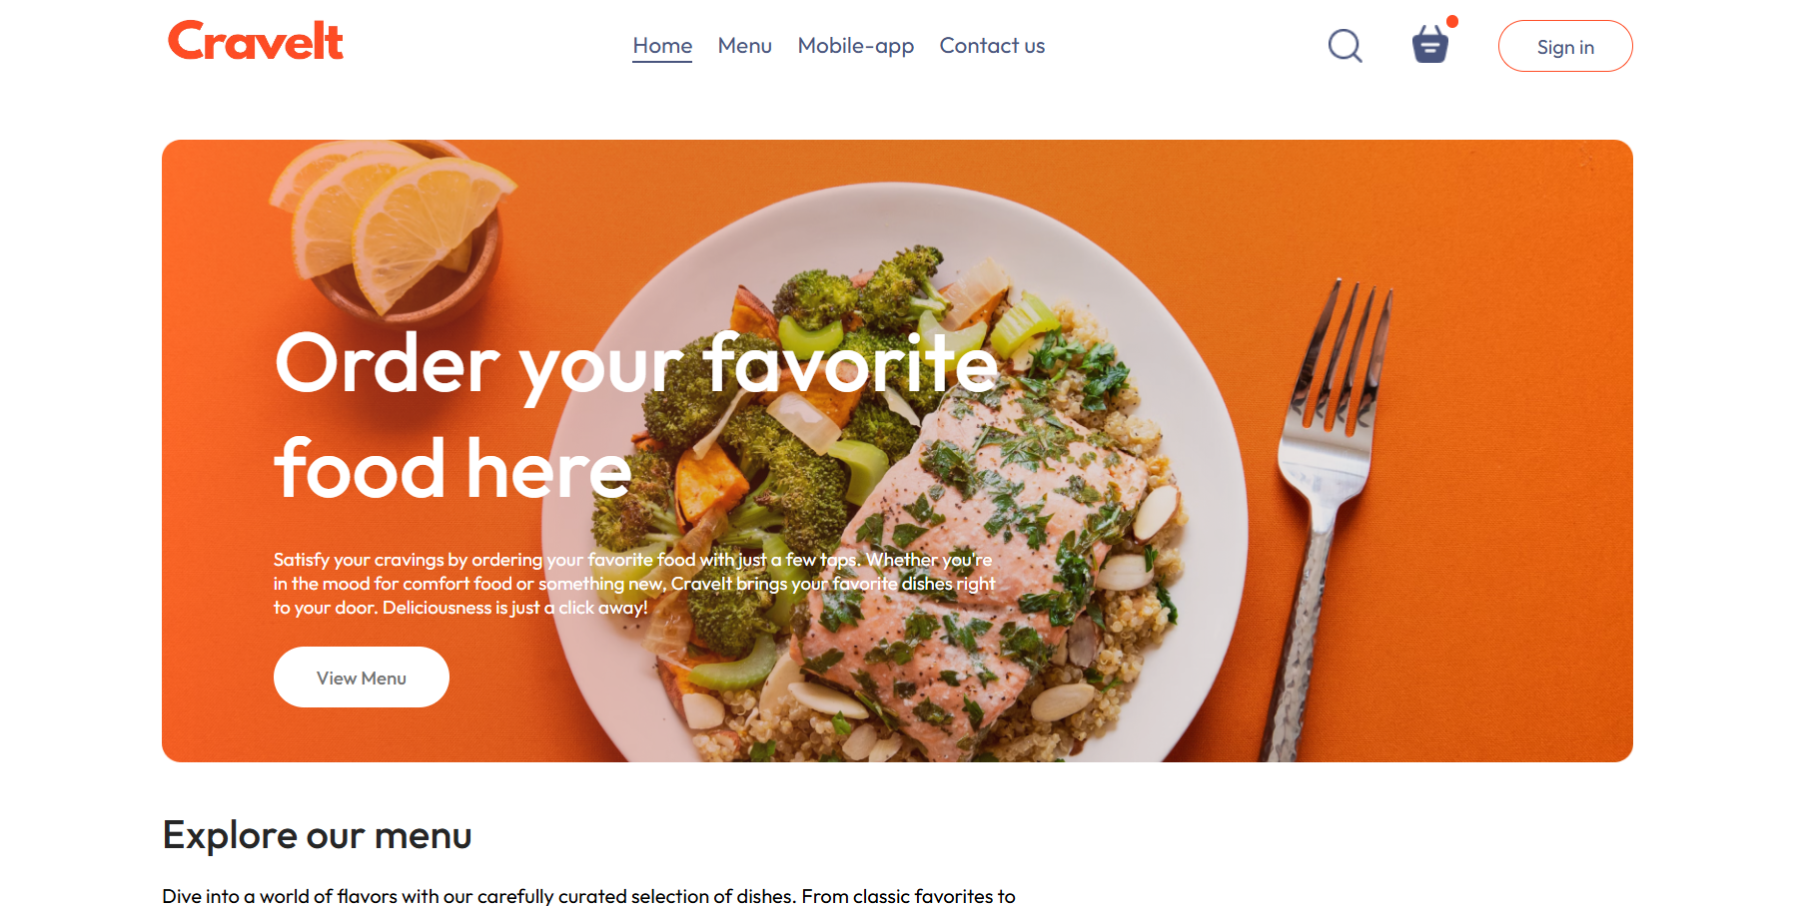 CraveIt
Home Menu Mobile-app Contact us
Sign in
Order your favorite
food here
Satisfy your cravings by ordering your favorite food with just a few taps. Whether you're
in the mood for comfort food or something new, CraveIt brings your favorite dishes right
to your door. Deliciousness is just a click away!
View Menu
Explore our menu
Dive into a world of flavors with our carefully curated selection of dishes. From classic favorites to